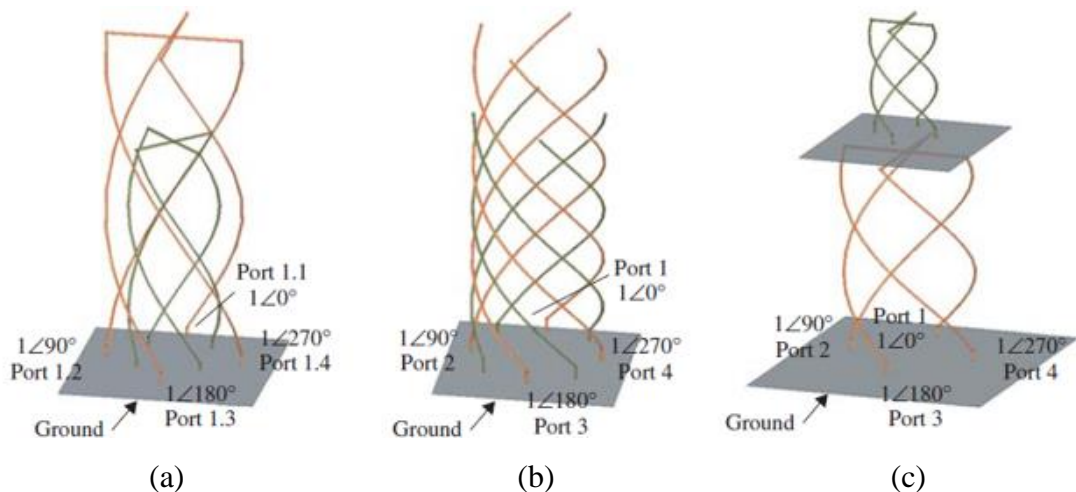 Port 1.1
1∠0°
1∠90°
Port 1.2
1∠270°
Port 1.4
1∠180°
Port 1.3
Ground
(a)
Port 1
1∠0°
1∠90°
Port 2
1∠270°
Port 4
1∠180°
Port 3
Ground
(b)
1∠90°
Port 2
Port 1
1∠0°
1∠270°
Port 4
1∠180°
Port 3
Ground
(c)